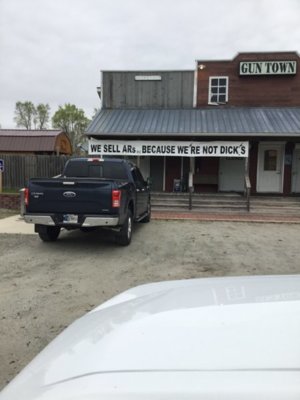 GUN TOWN
WE SELL ARs... BECAUSE WE'RE NOT DICK'S